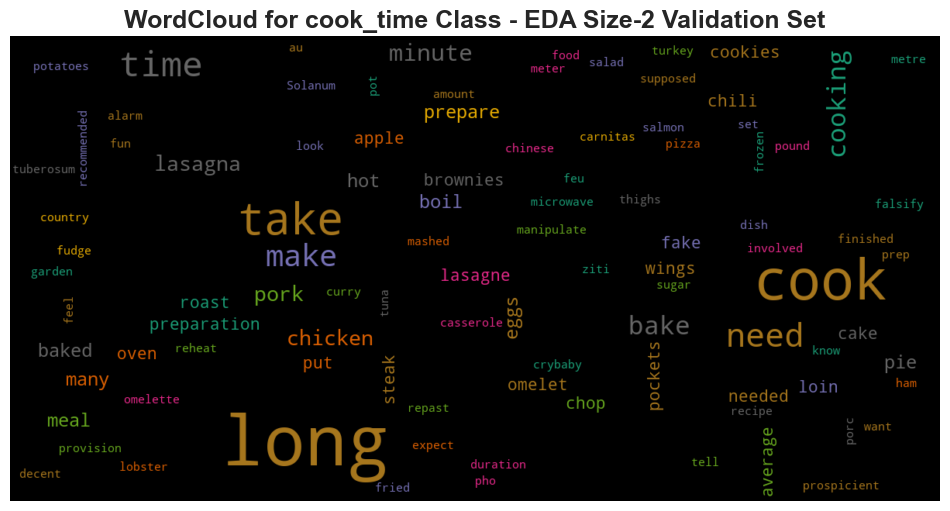 WordCloud for cook_time Class - EDA Size-2 Validation Set
time
minute
cookies
cooking
au
food
meter
salad
turkey
metre
potatoes
Solanum
pot
supposed
amount
chili
prepare
alarm
recommended
fun
look
apple
chinese
carnitas
salmon
set
pizza
frozen
pound
tuberosum
lasagna
hot
brownies
feu
boil
microwave
thighs
falsify
country
take
make
mashed
manipulate
fake
dish
involved
finished
prep
fudge
garden
lasagne
ziti
wings
sugar
cook
feel
roast
pork
curry
tuna
preparation
casserole
eggs
bake
need
cake
know
baked
oven
reheat
chicken
put
steak
crybaby
pockets
pie
many
omelette
omelet
chop
needed
loin
ham
recipe
meal
repast
provision
long
expect
average
porc
want
tell
decent
lobster
duration
pho
fried
prospicient